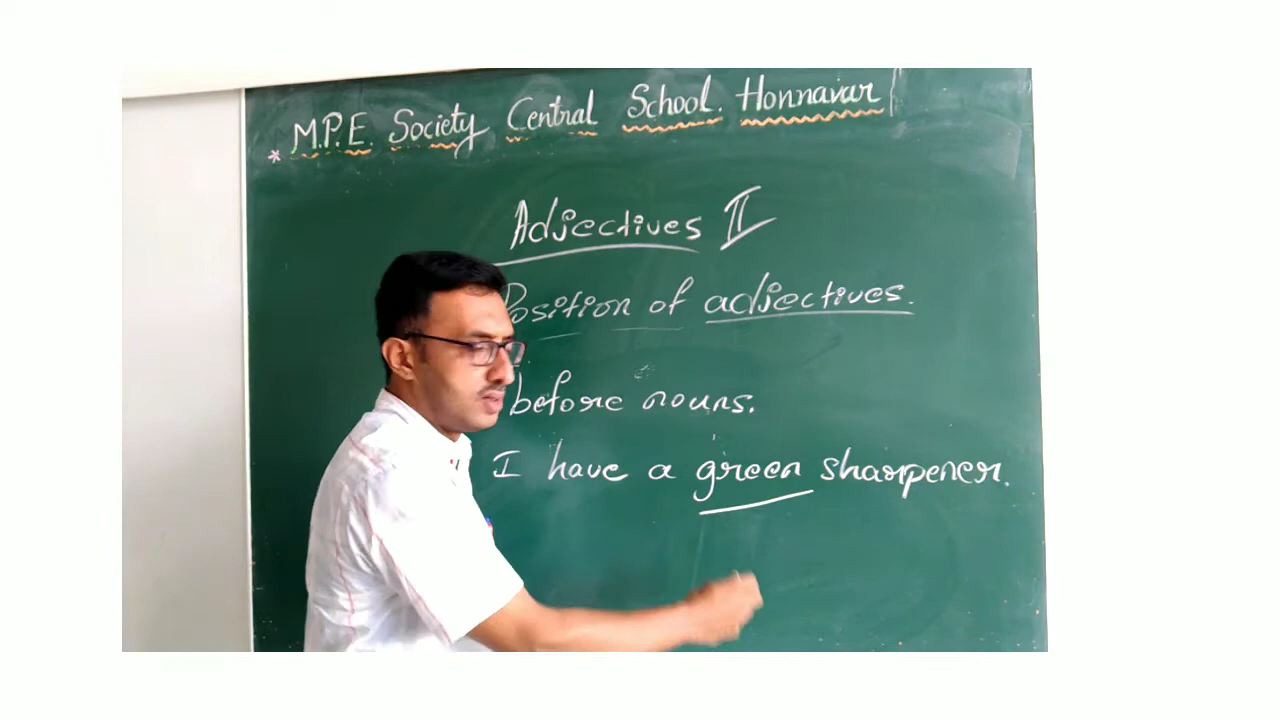 * M.P.E. Society Central School. Honnavar
Adjectives II
Position of adjectives.
before nouns.
I have a green sharpener.